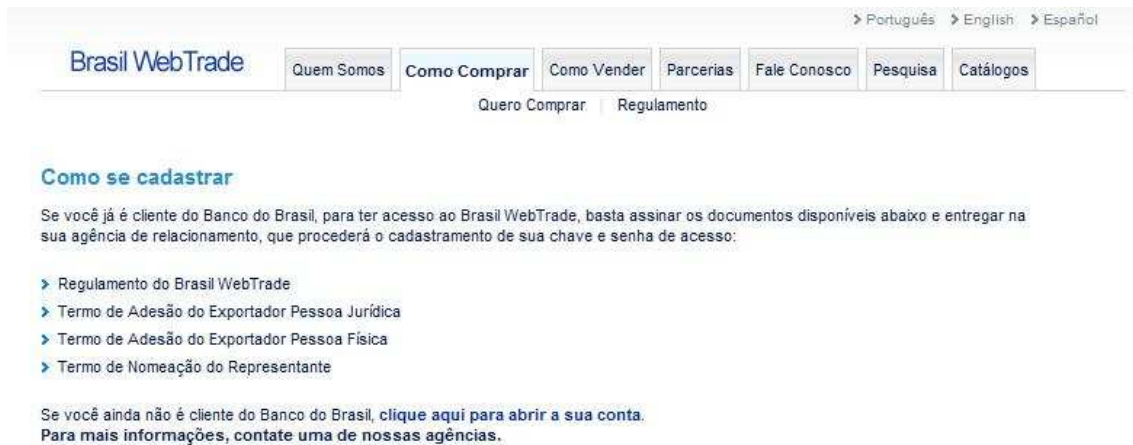 Português English Español
Brasil WebTrade Quem Somos Como Comprar Como Vender Parcerias Fale Conosco Pesquisa Catálogos
Quero Comprar Regulamento
Como se cadastrar
Se você já é cliente do Banco do Brasil, para ter acesso ao Brasil WebTrade, basta assinar os documentos disponíveis abaixo e entregar na
sua agência de relacionamento, que procederá o cadastramento de sua chave e senha de acesso:
Regulamento do Brasil WebTrade
Termo de Adesão do Exportador Pessoa Jurídica
Termo de Adesão do Exportador Pessoa Física
Termo de Nomeação do Representante
Se você ainda não é cliente do Banco do Brasil, clique aqui para abrir a sua conta.
Para mais informações, contate uma de nossas agências.